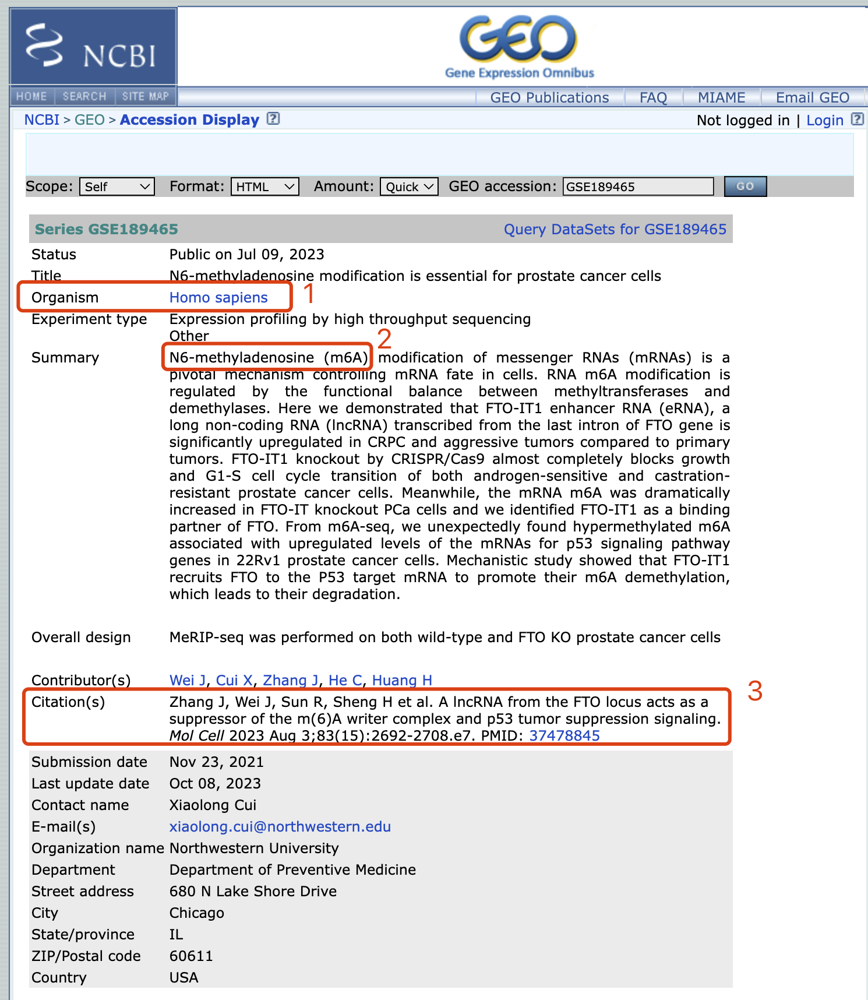 NCBI
GEO
Gene Expression Omnibus
HOME SEARCH SITE MAP
GEO Publications FAQ MIAME Email GEO
NCBI > GEO > Accession Display ?
Not logged in | Login ?
Scope: Self Format: HTML Amount: Quick GEO accession: GSE189465 GO
Series GSE189465 Query DataSets for GSE189465
Status Public on Jul 09, 2023
Title N6-methyladenosine modification is essential for prostate cancer cells
Organism Homo sapiens 1
Experiment type Expression profiling by high throughput sequencing
Other
2
Summary N6-methyladenosine (m6A) modification of messenger RNAs (mRNAs) is a
pivotal mechanism controlling mRNA fate in cells. RNA m6A modification is
regulated by the functional balance between methyltransferases and
demethylases. Here we demonstrated that FTO-IT1 enhancer RNA (eRNA), a
long non-coding RNA (lncRNA) transcribed from the last intron of FTO gene is
significantly upregulated in CRPC and aggressive tumors compared to primary
tumors. FTO-IT1 knockout by CRISPR/Cas9 almost completely blocks growth
and G1-S cell cycle transition of both androgen-sensitive and castration-
resistant prostate cancer cells. Meanwhile, the mRNA m6A was dramatically
increased in FTO-IT knockout PCa cells and we identified FTO-IT1 as a binding
partner of FTO. From m6A-seq, we unexpectedly found hypermethylated m6A
associated with upregulated levels of the mRNAs for p53 signaling pathway
genes in 22Rv1 prostate cancer cells. Mechanistic study showed that FTO-IT1
recruits FTO to the P53 target mRNA to promote their m6A demethylation,
which leads to their degradation.
Overall design MeRIP-seq was performed on both wild-type and FTO KO prostate cancer cells
Contributor(s) Wei J, Cui X, Zhang J, He C, Huang H
3
Citation(s) Zhang J, Wei J, Sun R, Sheng H et al. A lncRNA from the FTO locus acts as a
suppressor of the m(6)A writer complex and p53 tumor suppression signaling.
Mol Cell 2023 Aug 3;83(15):2692-2708.e7. PMID: 37478845
Submission date Nov 23, 2021
Last update date Oct 08, 2023
Contact name Xiaolong Cui
E-mail(s) xiaolong.cui@northwestern.edu
Organization name Northwestern University
Department Department of Preventive Medicine
Street address 680 N Lake Shore Drive
City Chicago
State/province IL
ZIP/Postal code 60611
Country USA